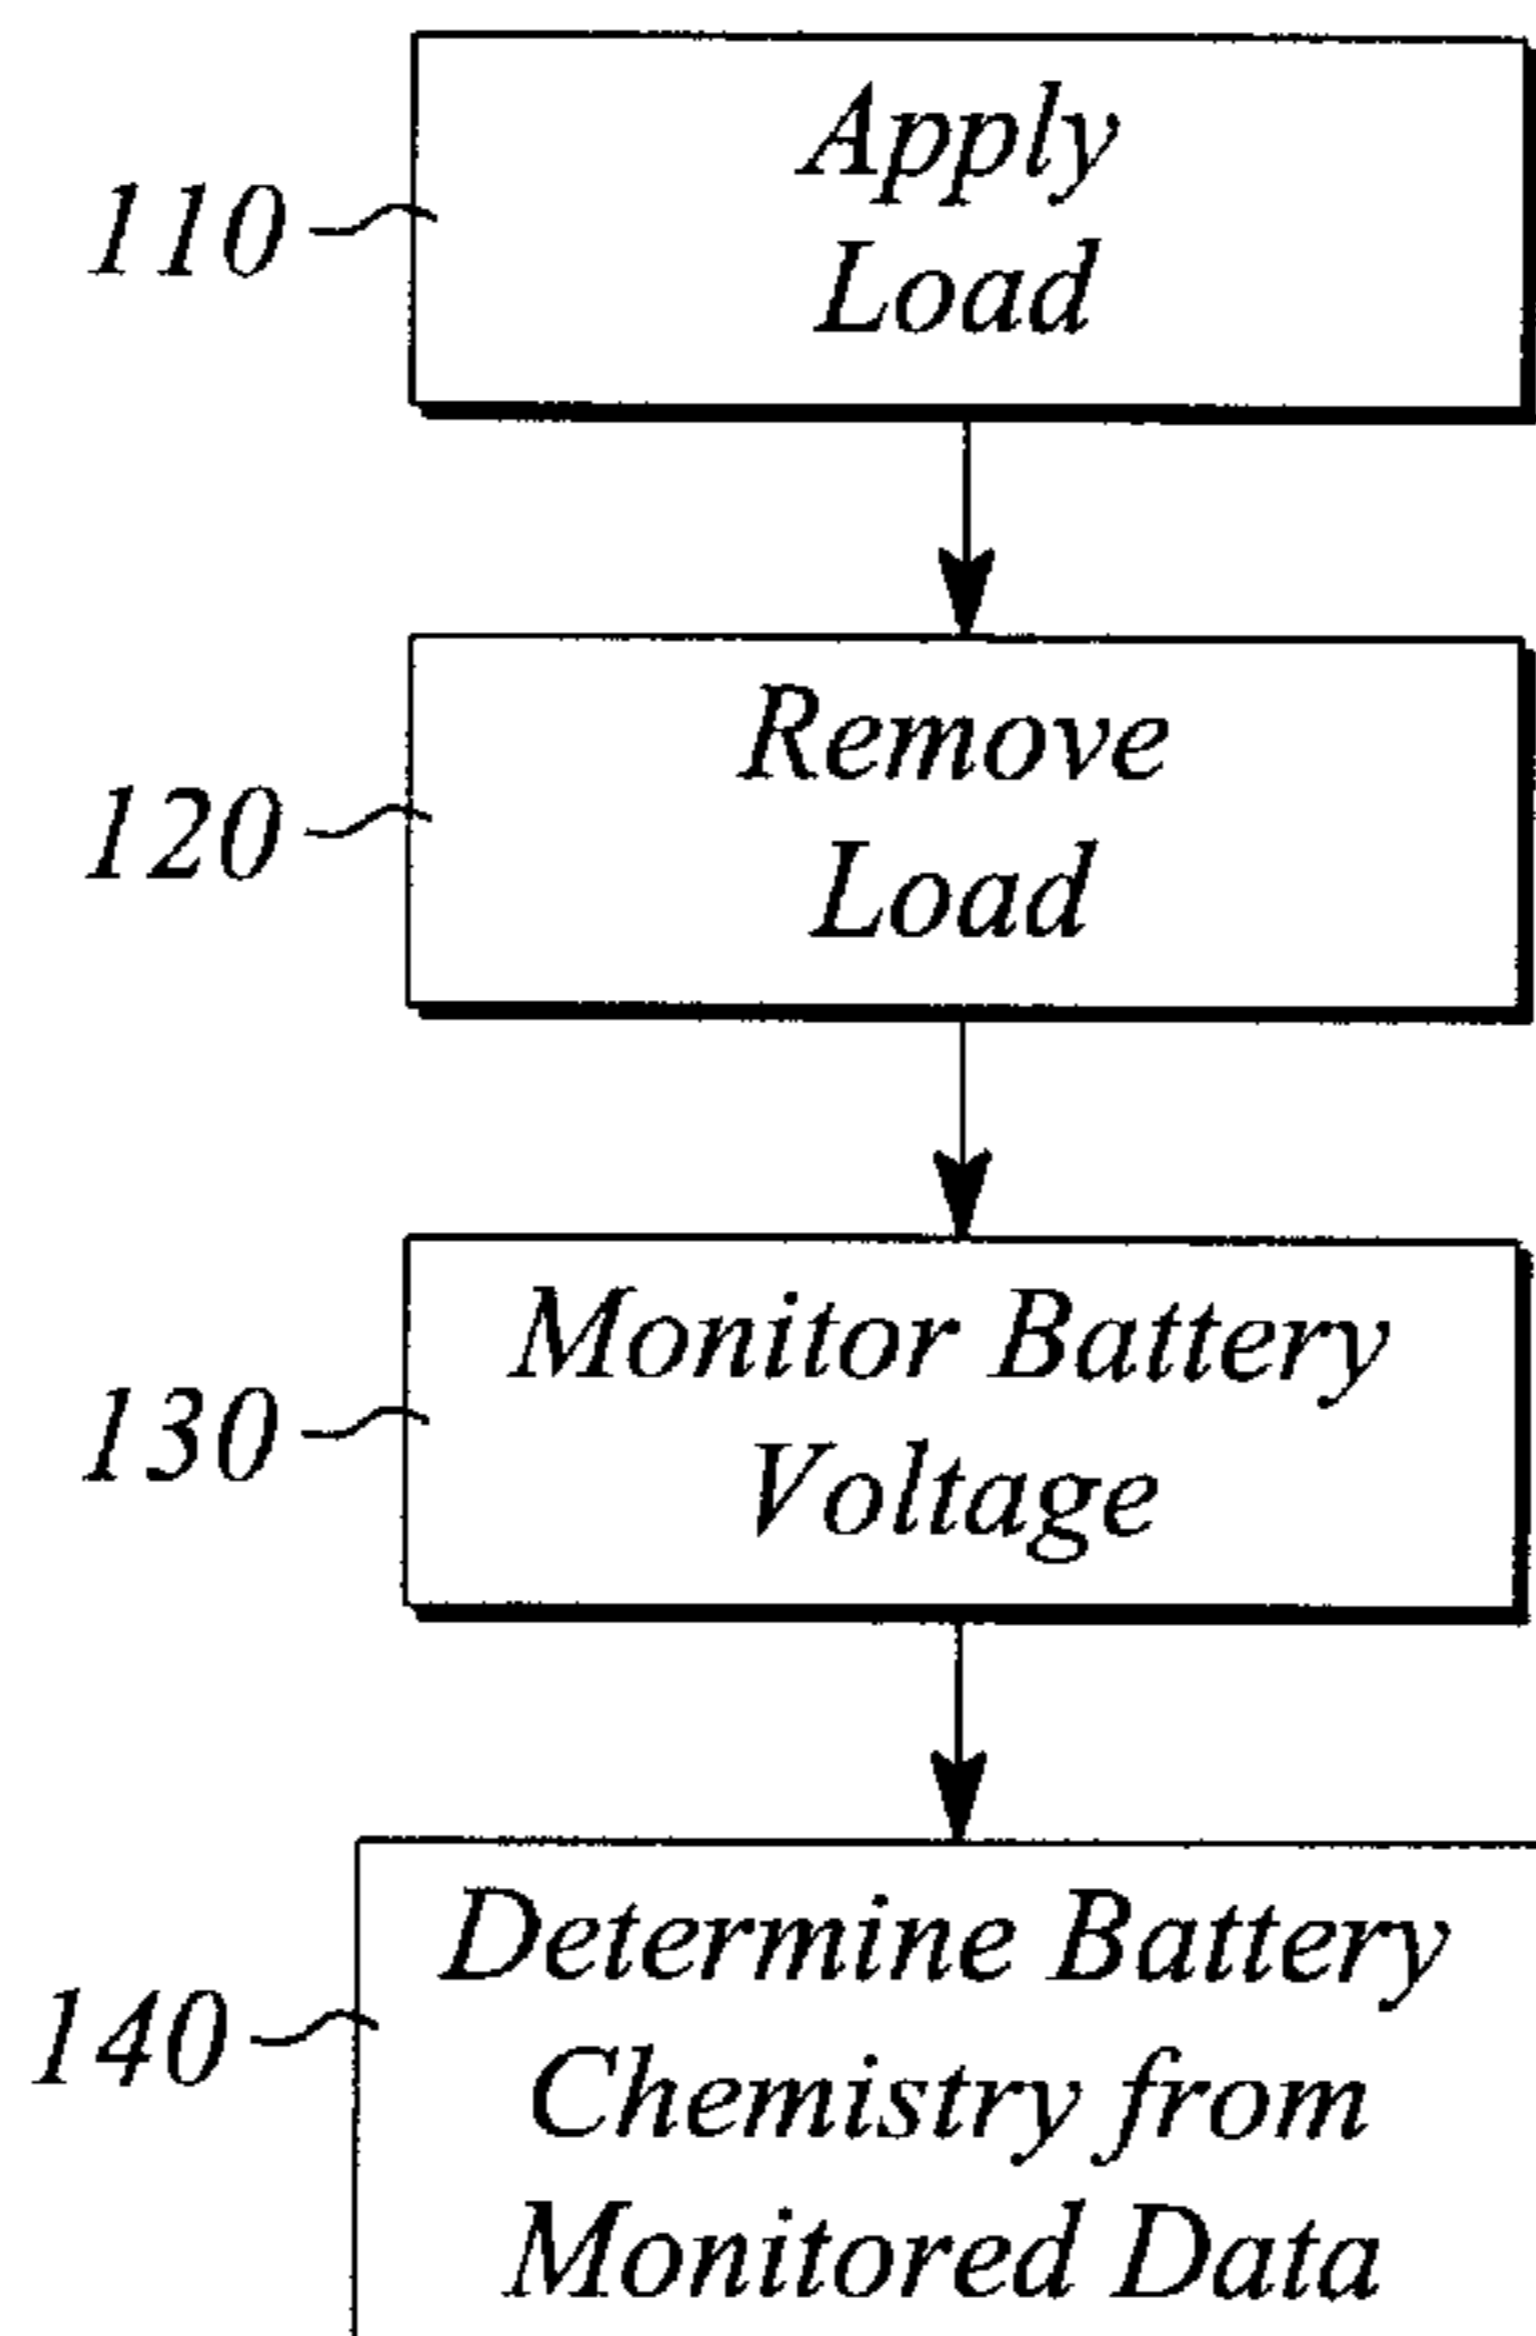 Apply
110
Load
Remove
120
Load
Monitor Battery
130
Voltage
Determine Battery
140
Chemistry from
Monitored Data